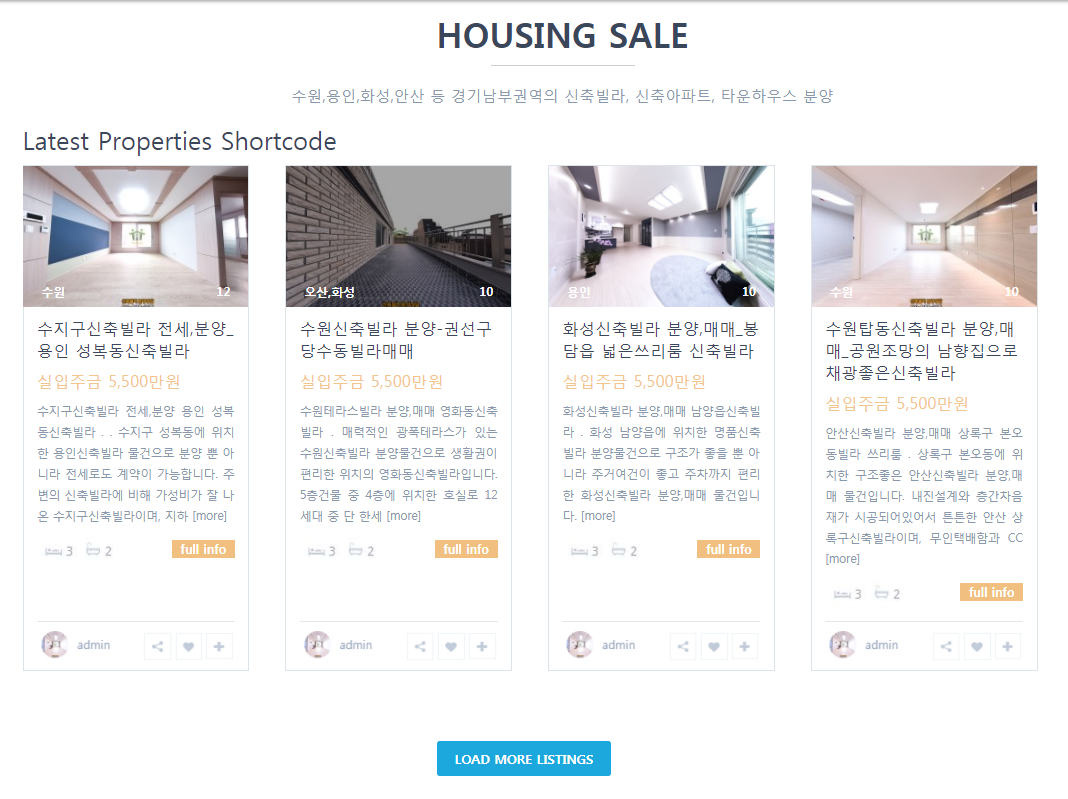 HOUSING SALE
수원,용인,화성,안산 등 경기남부권역의 신축빌라, 신축아파트, 타운하우스 분양
Latest Properties Shortcode
수원 12
수지구신축빌라 전세,분양_
용인 성복동신축빌라
실입주금 5,500만원
수지구신축빌라 전세,분양 용인 성복
동신축빌라 . . 수지구 성복동에 위치
한 용인신축빌라 물건으로 분양 뿐 아
니라 전세로도 계약이 가능합니다. 주
변의 신축빌라에 비해 가성비가 잘 나
온 수지구신축빌라이며, 지하 [more]
3 2 full info
admin
오산,화성 10
수원신축빌라 분양-권선구
당수동빌라매매
실입주금 5,500만원
수원테라스빌라 분양,매매 영화동신축
빌라 . 매력적인 광폭테라스가 있는
수원신축빌라 분양물건으로 생활권이
편리한 위치의 영화동신축빌라입니다.
5층건물 중 4층에 위치한 호실로 12
세대 중 단 한세 [more]
3 2 full info
admin
용인 10
화성신축빌라 분양,매매_봉
담읍 넓은쓰리룸 신축빌라
실입주금 5,500만원
화성신축빌라 분양,매매 남양읍신축빌
라 . 화성 남양읍에 위치한 명품신축
빌라 분양물건으로 구조가 좋을 뿐 아
니라 주거여건이 좋고 주차까지 편리
한 화성신축빌라 분양,매매 물건입니
다. [more]
3 2 full info
admin
수원 10
수원탑동신축빌라 분양,매
매_공원조망의 남향집으로
채광좋은신축빌라
실입주금 5,500만원
안산신축빌라 분양,매매 상록구 본오
동빌라 쓰리룸 . 상록구 본오동에 위
치한 구조좋은 안산신축빌라 분양,매
매 물건입니다. 내진설계와 층간차음
재가 시공되어있어서 튼튼한 안산 상
록구신축빌라이며, 무인택배함과 CC
[more]
3 2 full info
admin
LOAD MORE LISTINGS